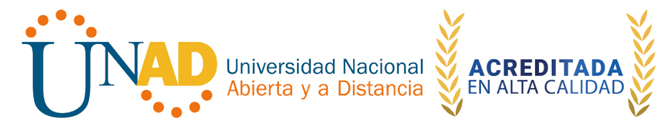 UNAD
Universidad Nacional
Abierta y a Distancia
ACREDITADA
EN ALTA CALIDAD